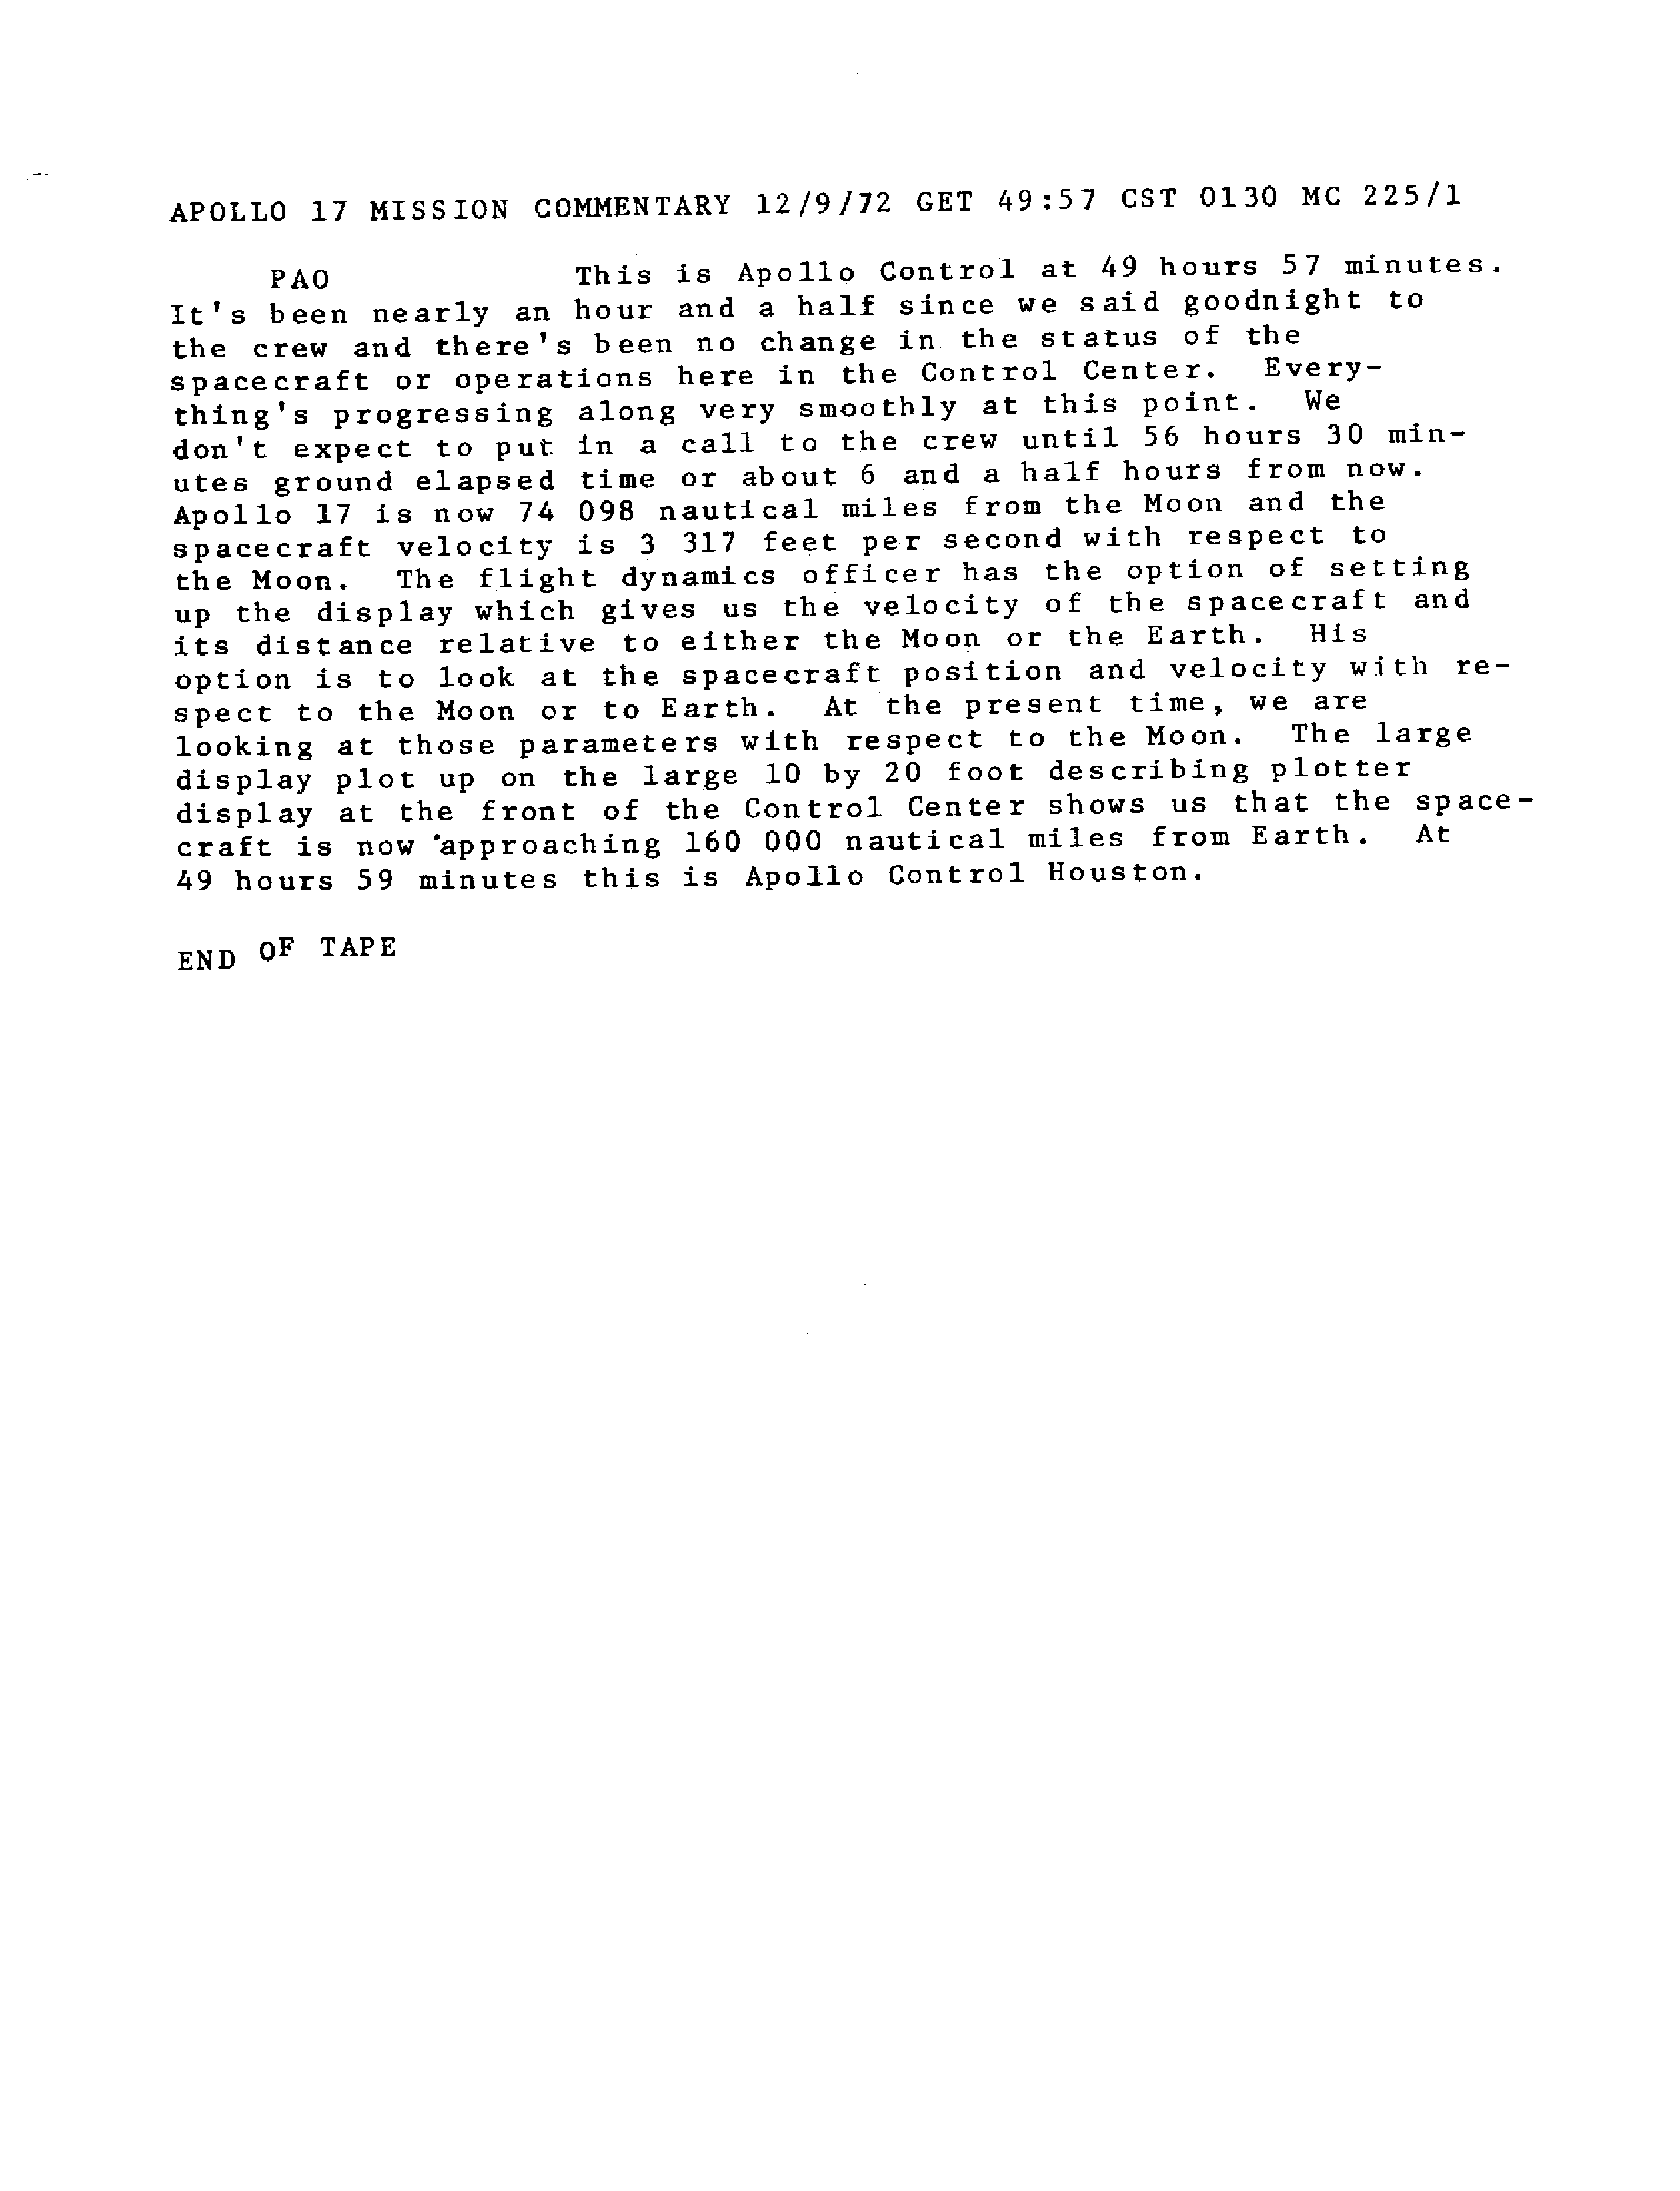 APOLLO 17 MISSION COMMENTARY 12/9/72 GET 49:57 CST 0130 MC 225/1
PAO This is Apollo Control at 49 hours 57 minutes.
It's been nearly an hour and a half since we said goodnight to
the crew and there's been no change in the status of the
spacecraft or operations here in the Control Center. Every-
thing's progressing along very smoothly at this point. We
don't expect to put in a call to the crew until 56 hours 30 min-
utes ground elapsed time or about 6 and a half hours from now.
Apollo 17 is now 74 098 nautical miles from the Moon and the
spacecraft velocity is 3 317 feet per second with respect to
the Moon. The flight dynamics officer has the option of setting
up the display which gives us the velocity of the spacecraft and
its distance relative to either the Moon or the Earth. His
option is to look at the spacecraft position and velocity with re-
spect to the Moon or to Earth. At the present time, we are
looking at those parameters with respect to the Moon. The large
display plot up on the large 10 by 20 foot describing plotter
display at the front of the Control Center shows us that the space-
craft is now approaching 160 000 nautical miles from Earth. At
49 hours 59 minutes this is Apollo Control Houston.
END OF TAPE